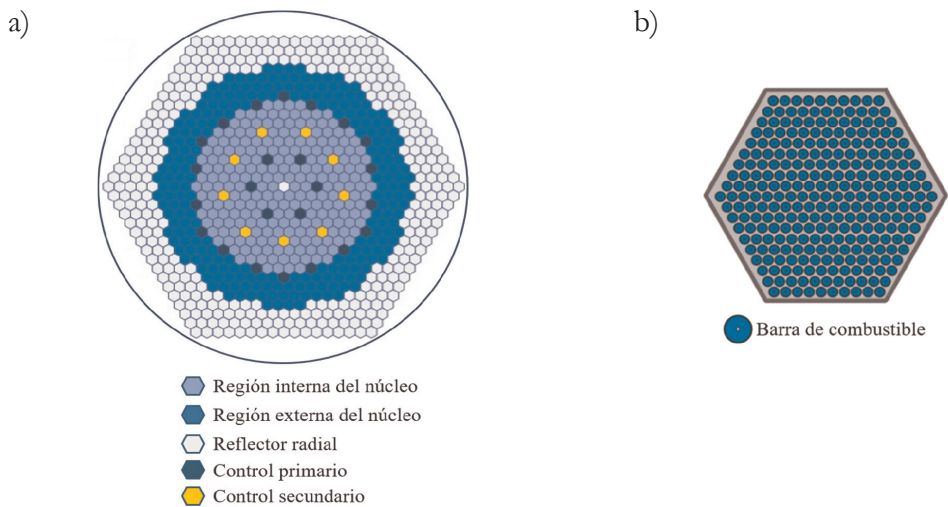 a)
b)
Barra de combustible
Región interna del núcleo
Región externa del núcleo
Reflector radial
Control primario
Control secundario